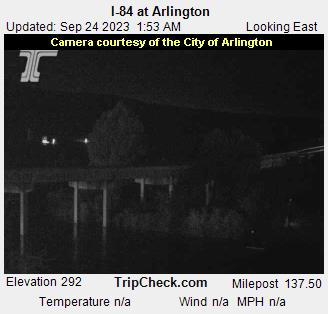 I-84 at Arlington
Updated: Sep 24 2023 1:53 AM Looking East
Camera courtesy of the City of Arlington
Elevation 292 TripCheck.com Milepost 137.50
Temperature n/a Wind n/a MPH n/a